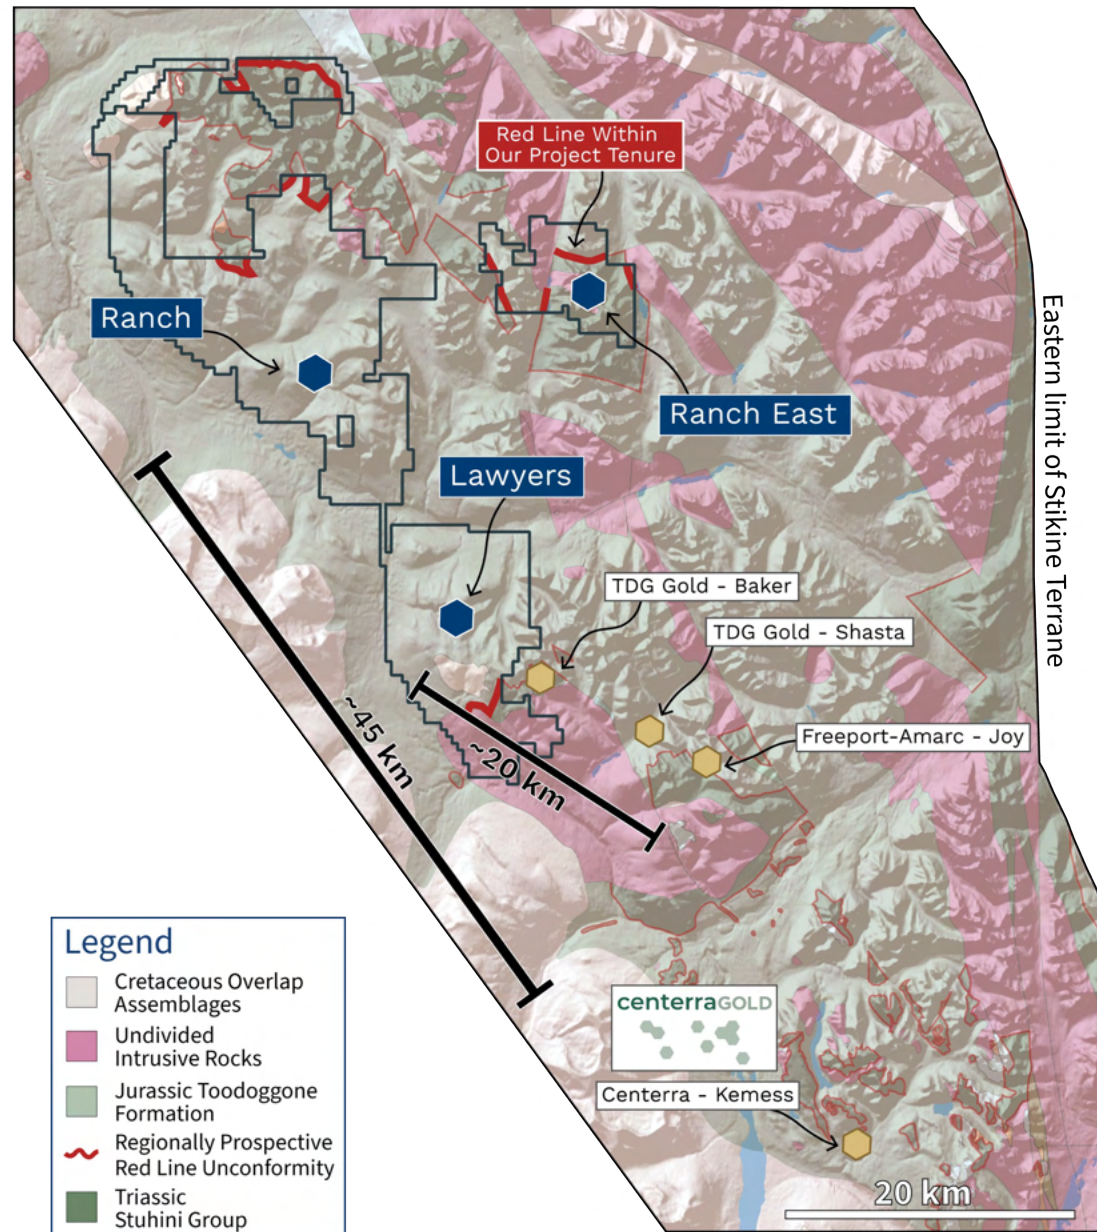 Red Line Within
Our Project Tenure
Ranch
Ranch East
Lawyers
Eastern limit of Stikine Terrane
TDG Gold - Baker
TDG Gold - Shasta
Freeport-Amarc - Joy
~45 km
~20 km
Legend
Cretaceous Overlap
Assemblages
Undivided
Intrusive Rocks
Jurassic Toodoggone
Formation
Regionally Prospective
Red Line Unconformity
Triassic
Stuhini Group
centerraGOLD
Centerra - Kemess
20 km